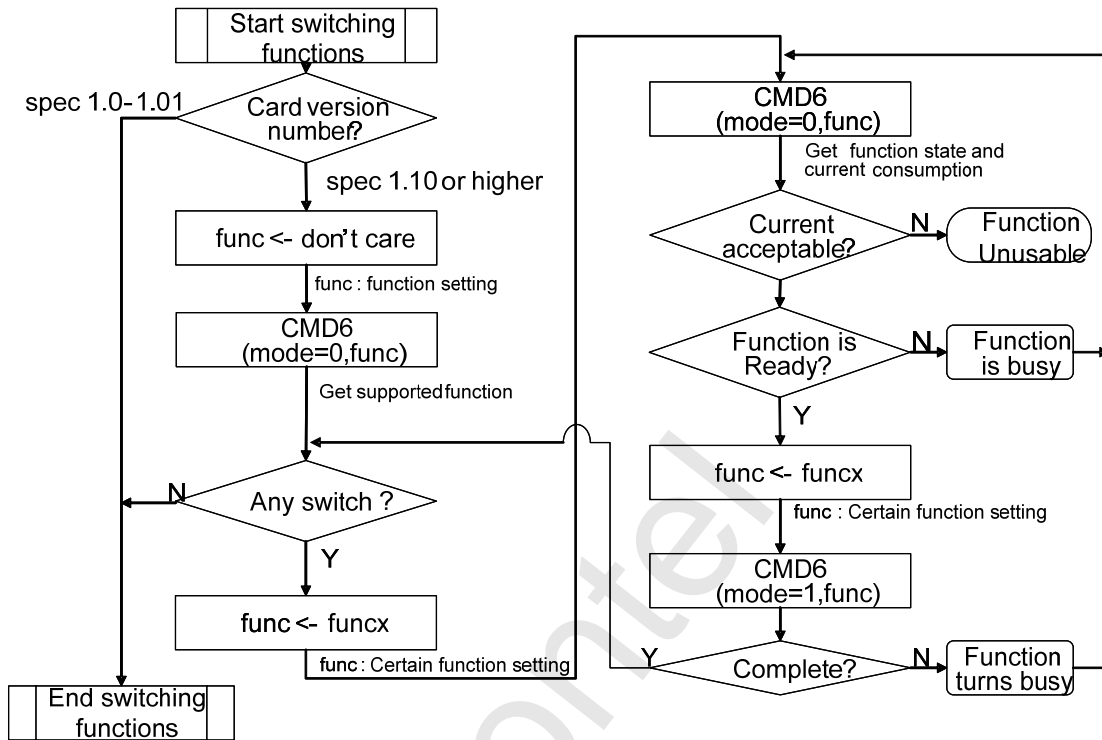 Start switching
functions
spec 1.0-1.01
Card version
number?
spec 1.10 or higher
func <- don't care
func : function setting
CMD6
(mode=0,func)
Get supported function
N
Any switch ?
Y
func <- funcx
func : Certain function setting
End switching
functions
CMD6
(mode=0,func)
Get function state and
current consumption
Current
acceptable?
N
Function
Unusable
Function is
Ready?
N
Function
is busy
Y
func <- funcx
func : Certain function setting
CMD6
(mode=1,func)
Y
Complete?
N
Function
turns busy